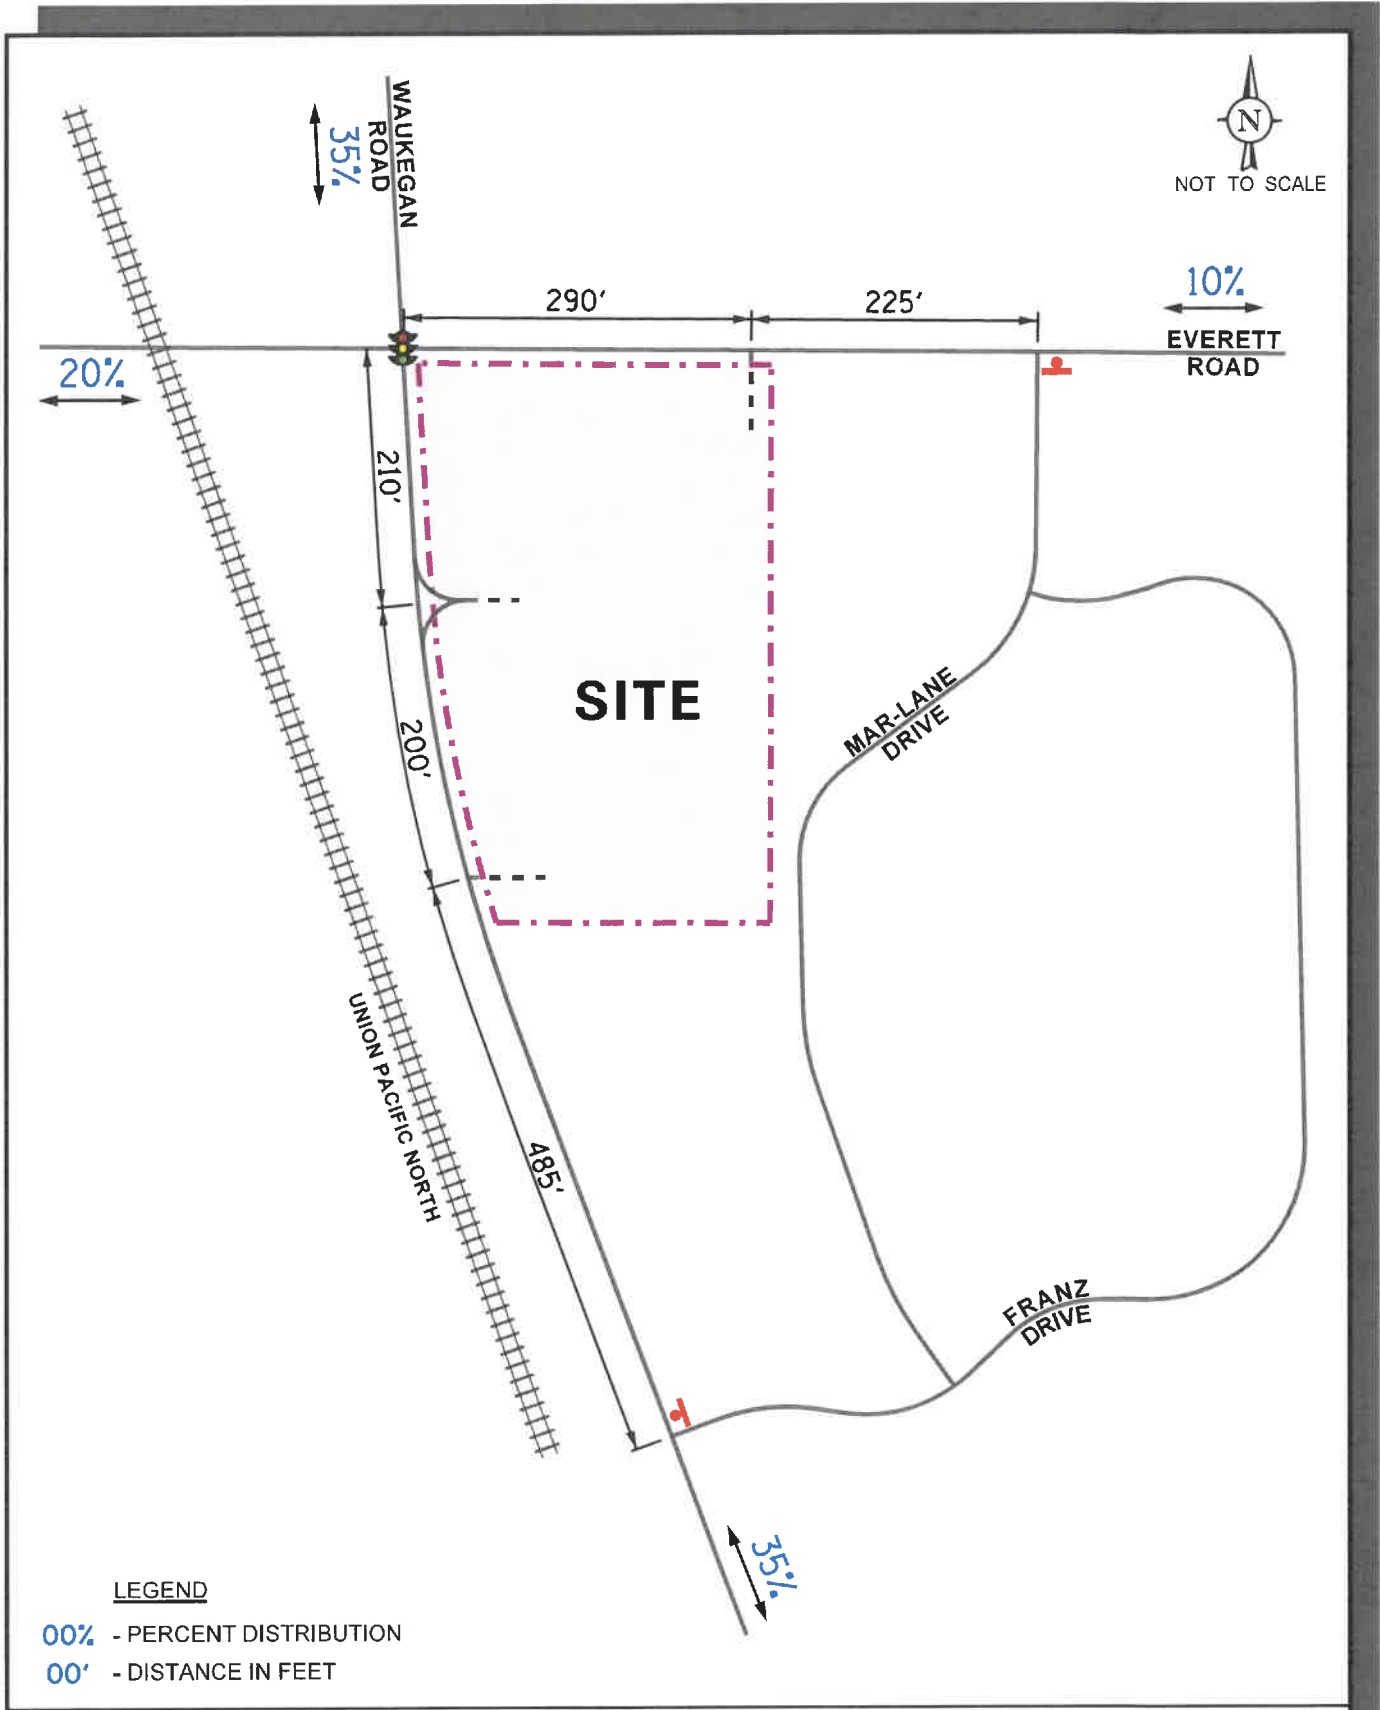 WAUKEGAN
ROAD
35%
N
NOT TO SCALE
290'
225'
10%
EVERETT
ROAD
20%
210'
SITE
MAR-LANE
DRIVE
200'
UNION PACIFIC NORTH
485'
FRANZ
DRIVE
35%
LEGEND
00% - PERCENT DISTRIBUTION
00' - DISTANCE IN FEET